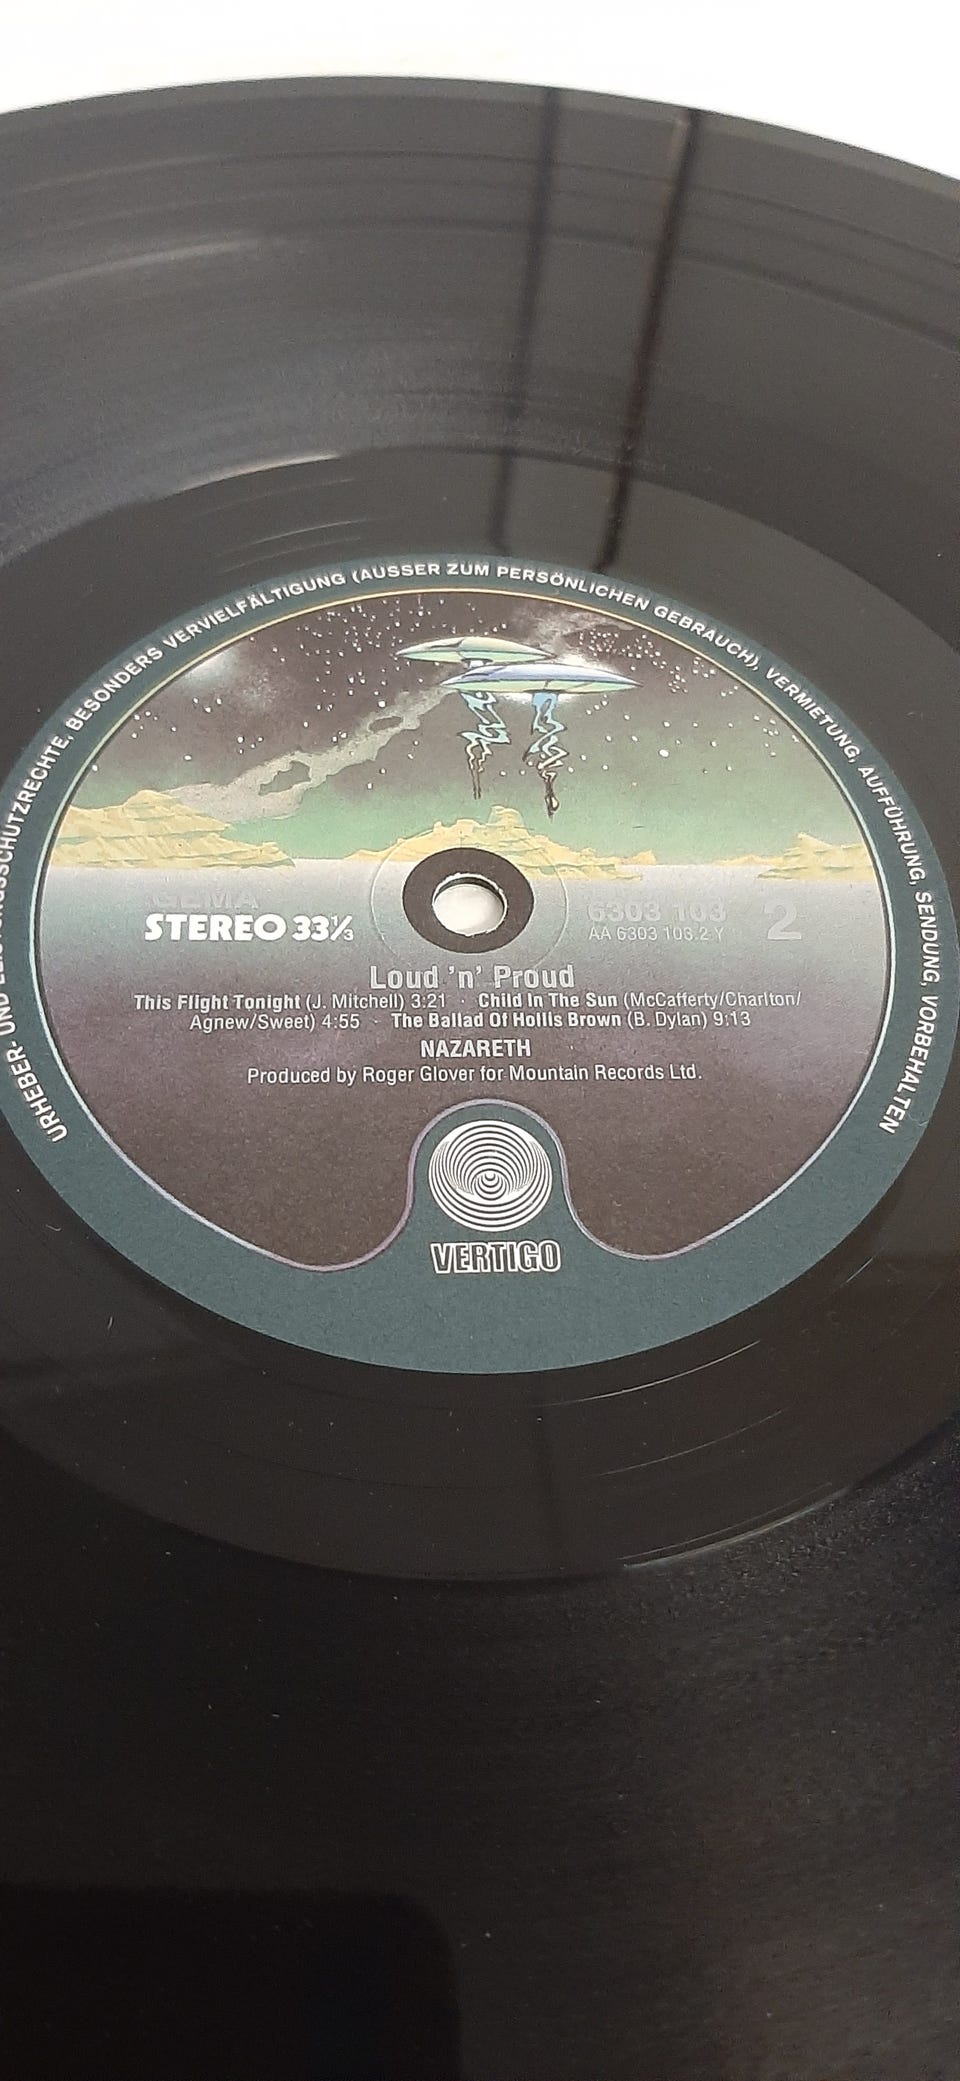 URHEBER- UND LEISTUNGSSCHUTZRECHTE, BESONDERS VERVIELFÄLTIGUNG (AUSSER ZUM PERSÖNLICHEN GEBRAUCH), VERMIETUNG, AUFFÜHRUNG, SENDUNG, VORBEHALTEN
GEMA
STEREO 33⅓
6303 103
AA 6303 103.2 Y
2
Loud 'n' Proud
This Flight Tonight (J. Mitchell) 3:21 · Child In The Sun (McCafferty/Charlton/
Agnew/Sweet) 4:55 · The Ballad Of Hollis Brown (B. Dylan) 9:13
NAZARETH
Produced by Roger Glover for Mountain Records Ltd.
VERTIGO